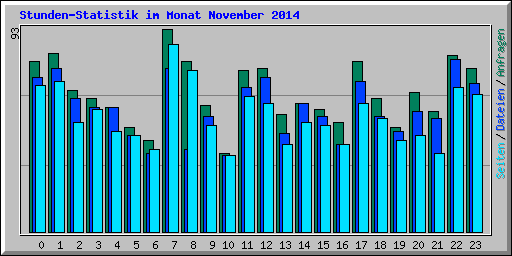 Stunden-Statistik im Monat November 2014
93
Seiten / Dateien / Anfragen
0 1 2 3 4 5 6 7 8 9 10 11 12 13 14 15 16 17 18 19 20 21 22 23